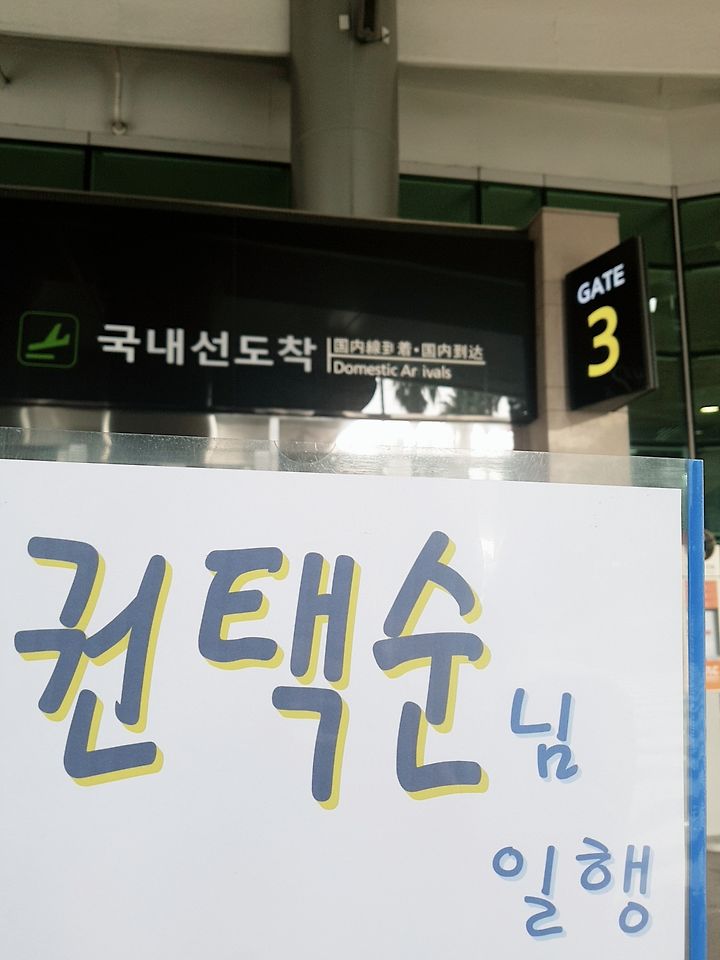 국내선도착
国内線到着·国内到达
Domestic Ar ivals
GATE
3
권택순님
일행